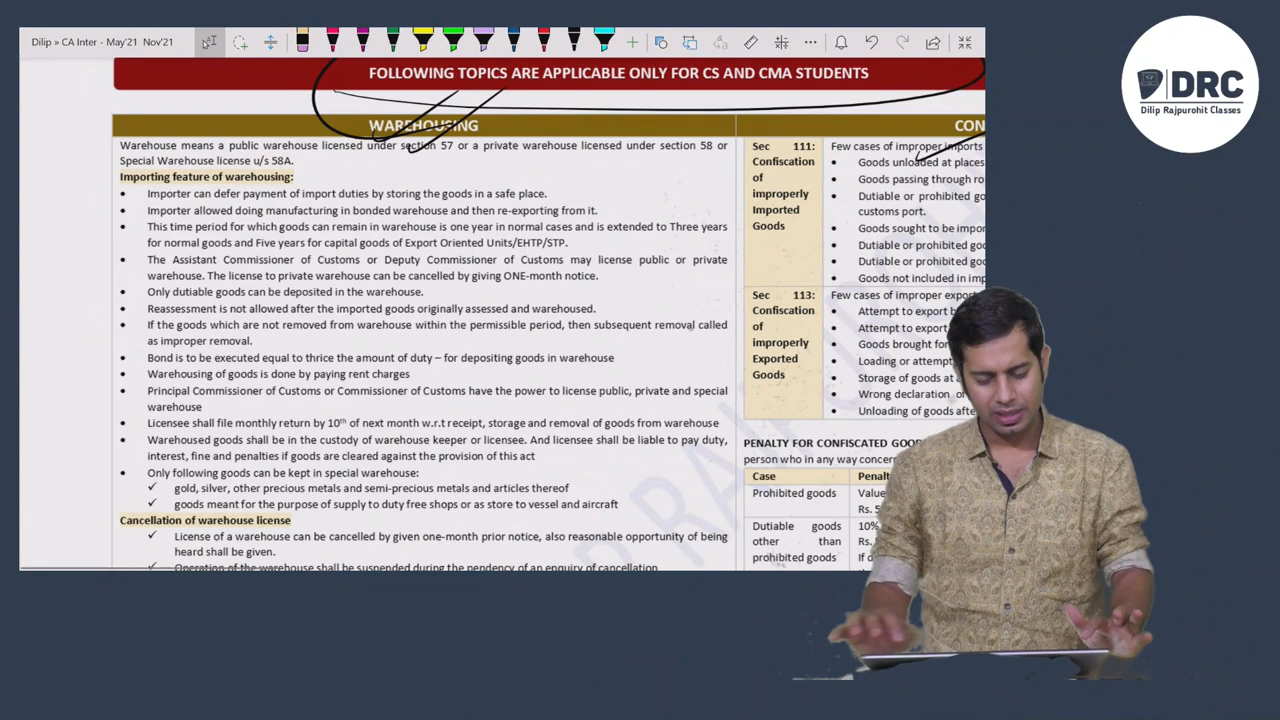 Dilip » CA Inter - May'21 Nov'21
DRC
Dilip Rajpurohit Classes
FOLLOWING TOPICS ARE APPLICABLE ONLY FOR CS AND CMA STUDENTS
WAREHOUSING
Warehouse means a public warehouse licensed under section 57 or a private warehouse licensed under section 58 or
Special Warehouse license u/s 58A.
Importing feature of warehousing:
• Importer can defer payment of import duties by storing the goods in a safe place.
• Importer allowed doing manufacturing in bonded warehouse and then re-exporting from it.
• This time period for which goods can remain in warehouse is one year in normal cases and is extended to Three years
for normal goods and Five years for capital goods of Export Oriented Units/EHTP/STP.
• The Assistant Commissioner of Customs or Deputy Commissioner of Customs may license public or private
warehouse. The license to private warehouse can be cancelled by giving ONE-month notice.
• Only dutiable goods can be deposited in the warehouse.
• Reassessment is not allowed after the imported goods originally assessed and warehoused.
• If the goods which are not removed from warehouse within the permissible period, then subsequent removal called
as improper removal.
• Bond is to be executed equal to thrice the amount of duty – for depositing goods in warehouse
• Warehousing of goods is done by paying rent charges
• Principal Commissioner of Customs or Commissioner of Customs have the power to license public, private and special
warehouse
• Licensee shall file monthly return by 10th of next month w.r.t receipt, storage and removal of goods from warehouse
• Warehoused goods shall be in the custody of warehouse keeper or licensee. And licensee shall be liable to pay duty,
interest, fine and penalties if goods are cleared against the provision of this act
• Only following goods can be kept in special warehouse:
✓ gold, silver, other precious metals and semi-precious metals and articles thereof
✓ goods meant for the purpose of supply to duty free shops or as store to vessel and aircraft
Cancellation of warehouse license
✓ License of a warehouse can be cancelled by given one-month prior notice, also reasonable opportunity of being
heard shall be given.
✓ Operation of the warehouse shall be suspended during the pendency of an enquiry of cancellation
CON
Sec 111:
Confiscation
of
improperly
Imported
Goods
Few cases of improper imports
• Goods unloaded at places
• Goods passing through ro
• Dutiable or prohibited go
customs port.
• Goods sought to be impor
• Dutiable or prohibited goo
• Dutiable or prohibited goo
• Goods not included in imp
Sec 113:
Confiscation
of
improperly
Exported
Goods
Few cases of improper export
• Attempt to export b
• Attempt to export
• Goods brought for
• Loading or attempt
• Storage of goods at
• Wrong declaration
• Unloading of goods afte
PENALTY FOR CONFISCATED GOO
person who in any way concern
Case
Penal
Prohibited goods
Value
Rs. 5
Dutiable goods
other than
prohibited goods
10%
Rs.
If d